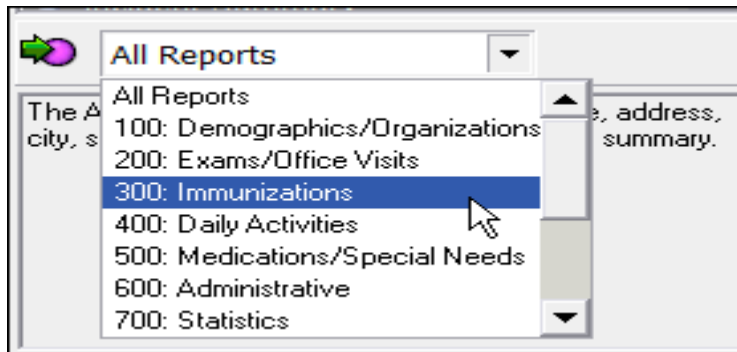 All Reports
The A
e, address,
city, s
summary.
All Reports
100: Demographics/Organizations
200: Exams/Office Visits
300: Immunizations
400: Daily Activities
500: Medications/Special Needs
600: Administrative
700: Statistics